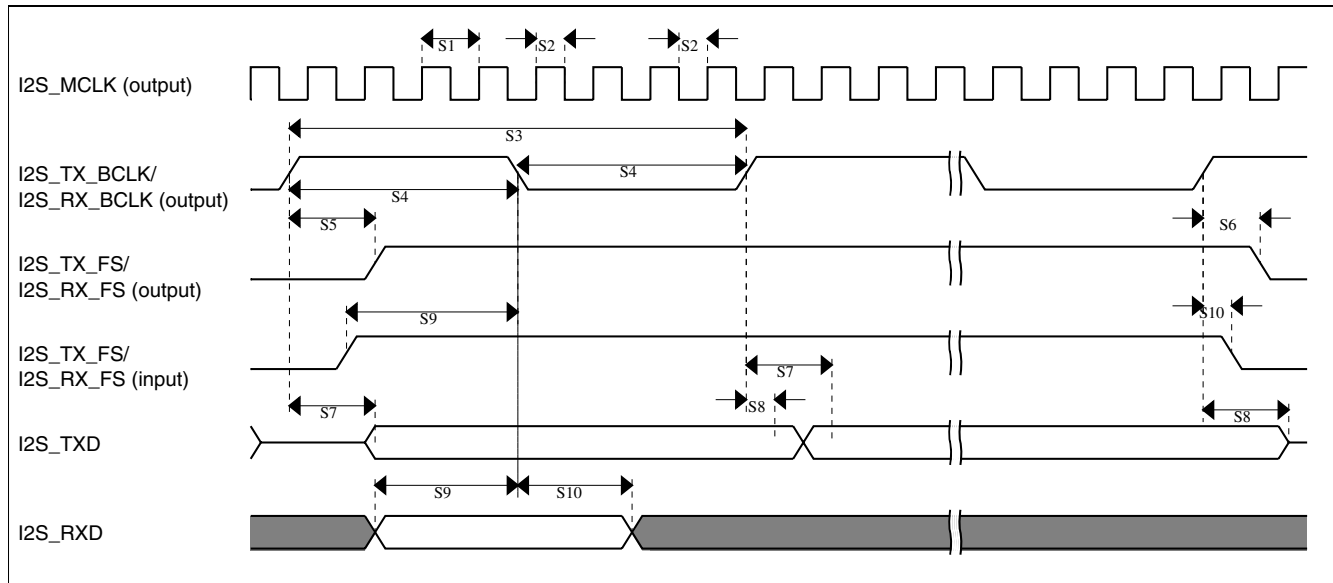 S1
S2
S2
I2S_MCLK (output)
S3
I2S_TX_BCLK/
I2S_RX_BCLK (output)
S4
S4
S5
S6
I2S_TX_FS/
I2S_RX_FS (output)
S9
S10
I2S_TX_FS/
I2S_RX_FS (input)
S7
S7
S8
S8
I2S_TXD
S9
S10
I2S_RXD